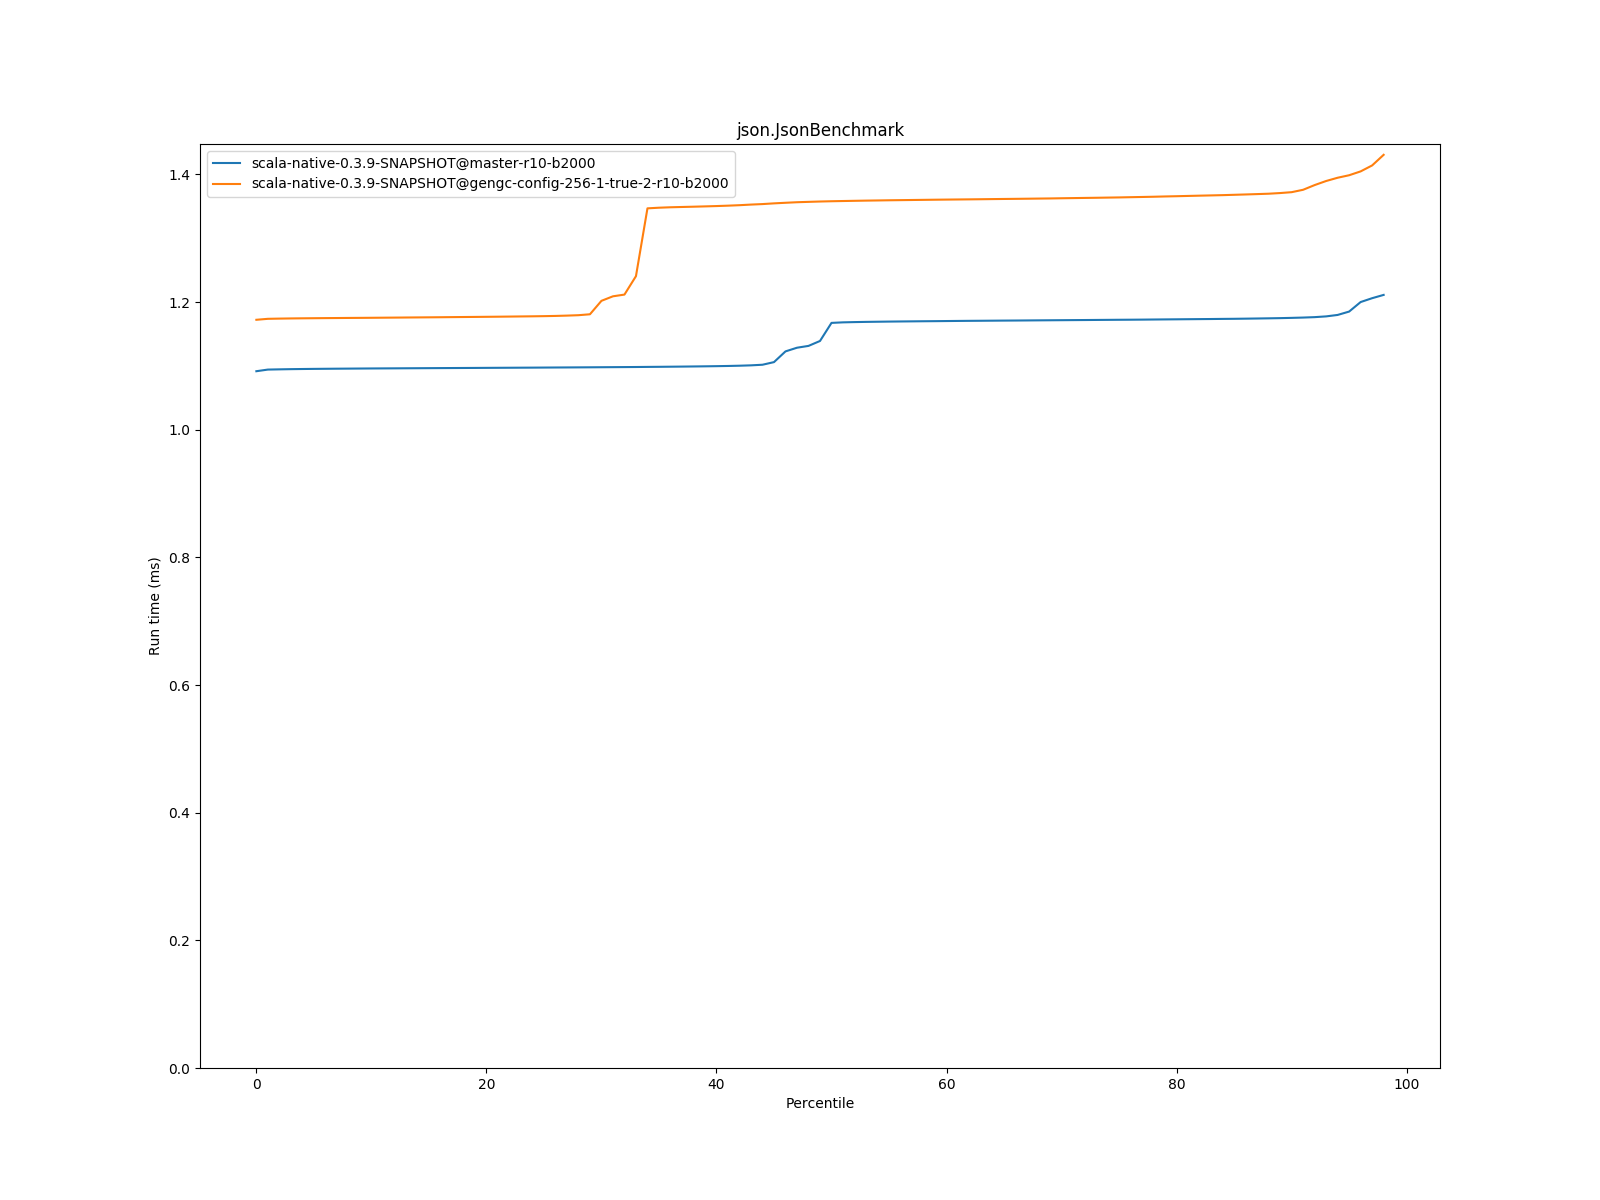 json.JsonBenchmark
scala-native-0.3.9-SNAPSHOT@master-r10-b2000
scala-native-0.3.9-SNAPSHOT@gengc-config-256-1-true-2-r10-b2000
1.4
1.2
1.0
0.8
0.6
0.4
0.2
0.0
Run time (ms)
0 20 40 60 80 100
Percentile